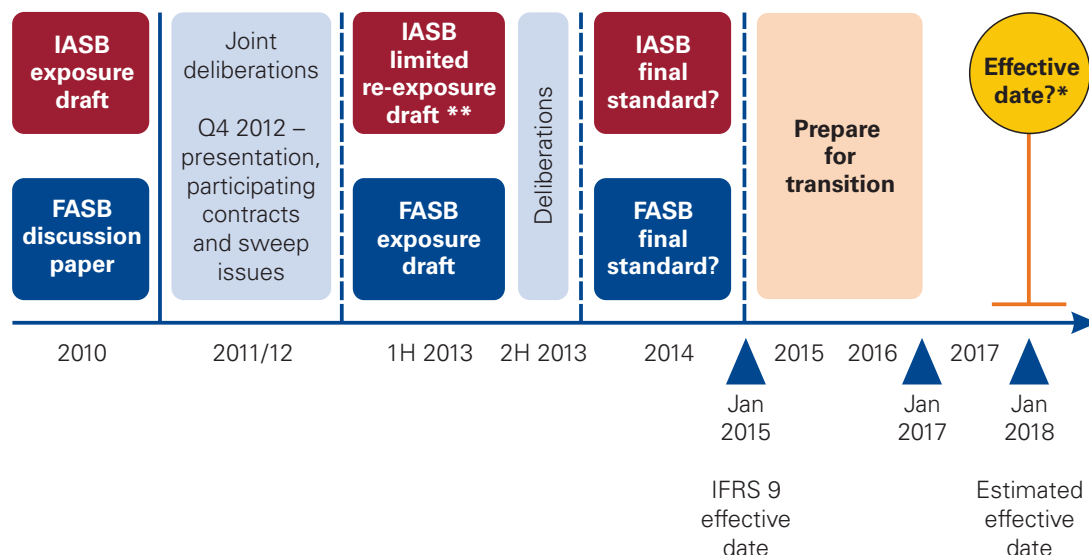 IASB
exposure
draft
FASB
discussion
paper
Joint
deliberations
Q4 2012 –
presentation,
participating
contracts
and sweep
issues
IASB
limited
re-exposure
draft **
FASB
exposure
draft
Deliberations
IASB
final
standard?
FASB
final
standard?
Prepare
for
transition
Effective
date?*
2010
2011/12
1H 2013
2H 2013
2014
2015
2016
2017
Jan
2015
IFRS 9
effective
date
Jan
2017
Jan
2018
Estimated
effective
date